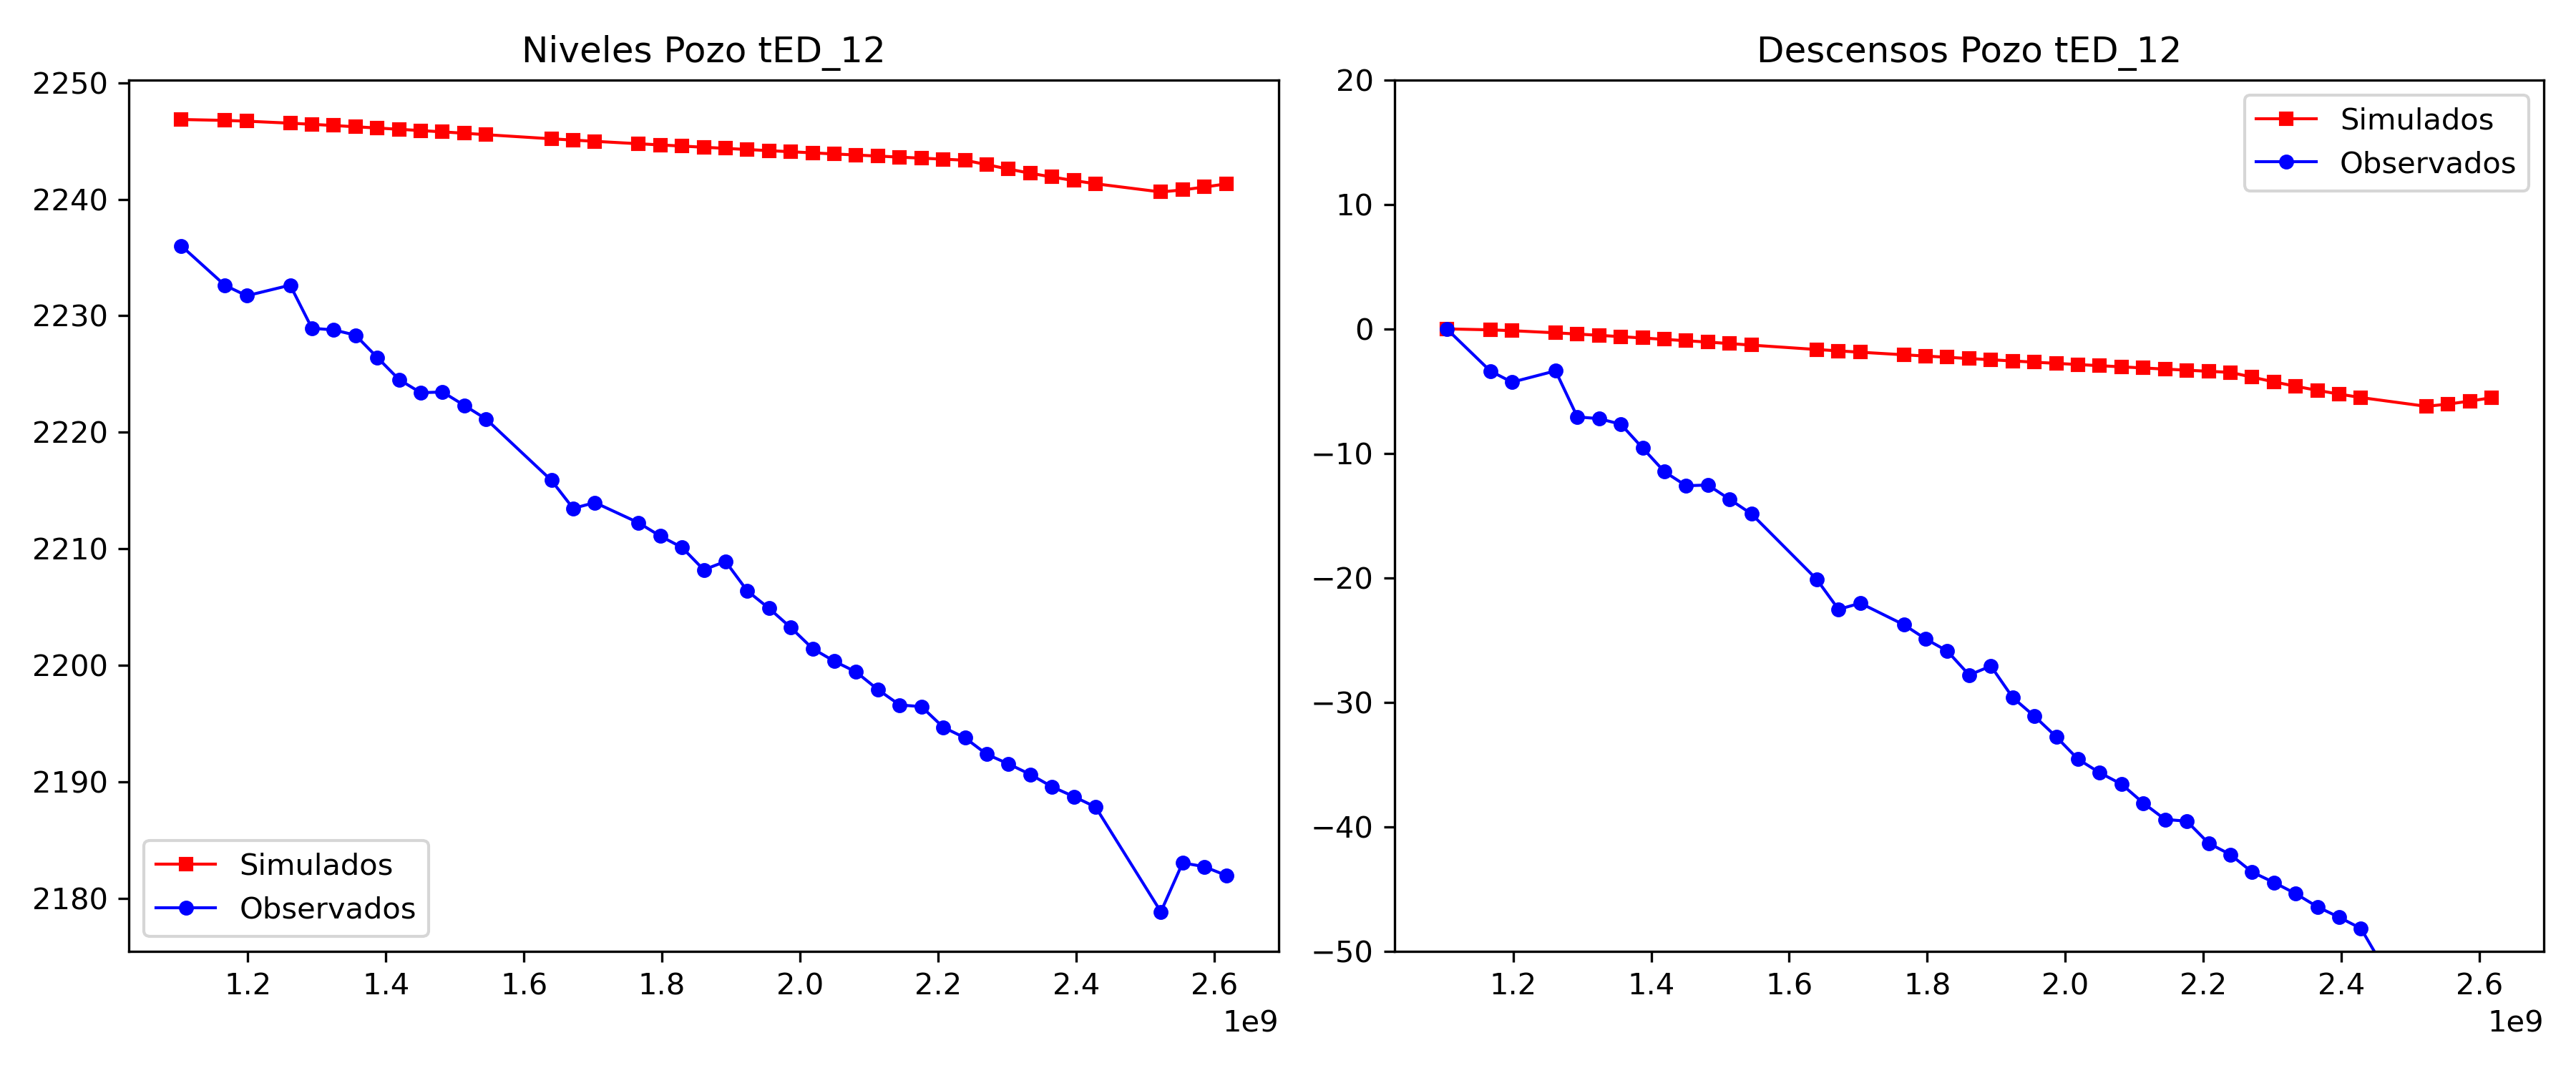 Niveles Pozo tED_12
2250
2240
2230
2220
2210
2200
2190
2180
Simulados
Observados
1.2 1.4 1.6 1.8 2.0 2.2 2.4 2.6
1e9
Descensos Pozo tED_12
20
10
0
−10
−20
−30
−40
−50
Simulados
Observados
1.2 1.4 1.6 1.8 2.0 2.2 2.4 2.6
1e9